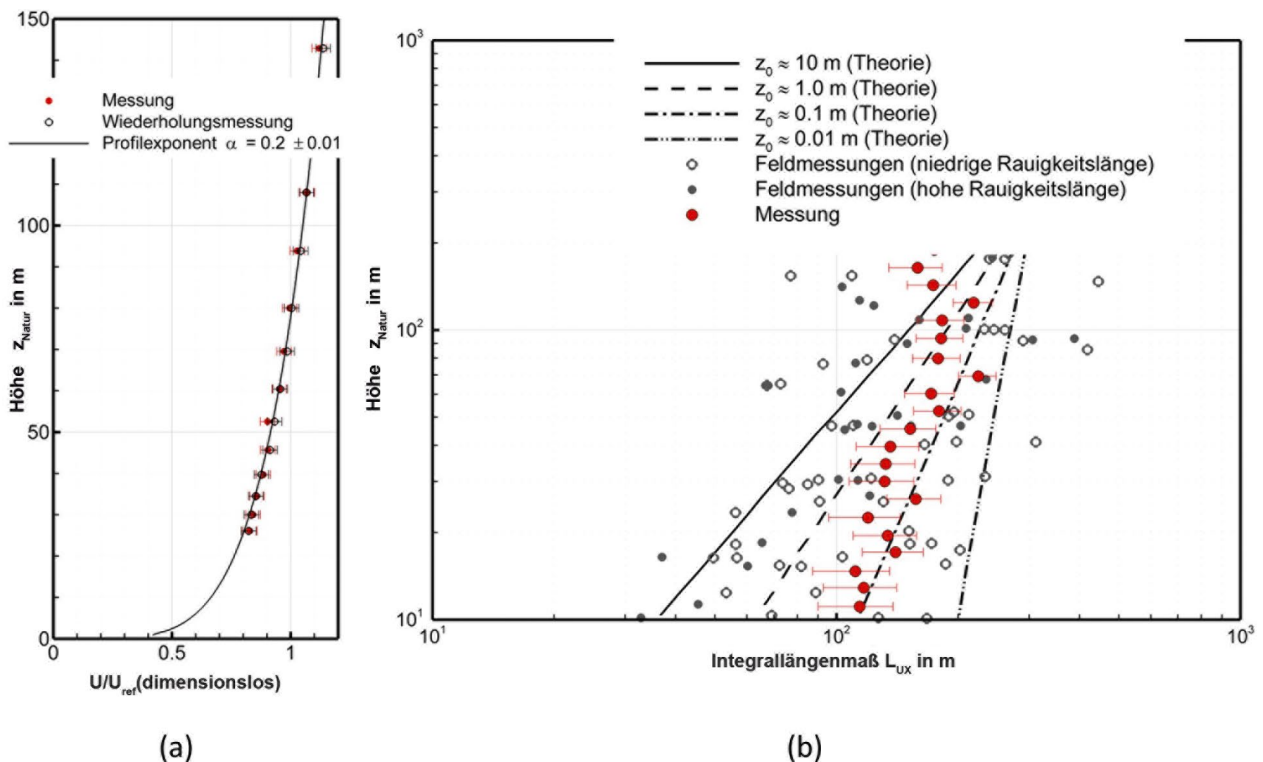 150
100
50
0
0
0.5
1
Höhe z_Natur in m
U/U_ref(dimensionslos)
Messung
Wiederholungsmessung
Profilexponent α = 0.2 ±0.01
(a)
10³
10²
10¹
10¹
10²
10³
Höhe z_Natur in m
Integrallängenmaß L_UX in m
z₀ ≈ 10 m (Theorie)
z₀ ≈ 1.0 m (Theorie)
z₀ ≈ 0.1 m (Theorie)
z₀ ≈ 0.01 m (Theorie)
Feldmessungen (niedrige Rauigkeitslänge)
Feldmessungen (hohe Rauigkeitslänge)
Messung
(b)